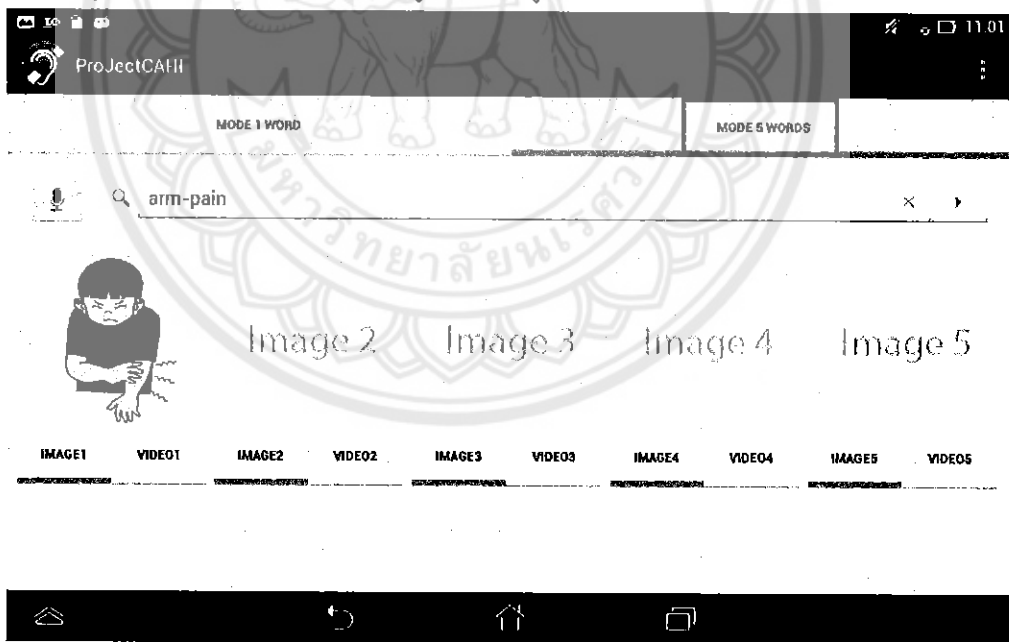 11.01
ProJectCAHI
MODE 1 WORD MODE 5 WORDS
arm-pain
Image 2 Image 3 Image 4 Image 5
IMAGE1 VIDEO1 IMAGE2 VIDEO2 IMAGE3 VIDEO3 IMAGE4 VIDEO4 IMAGE5 VIDEO5